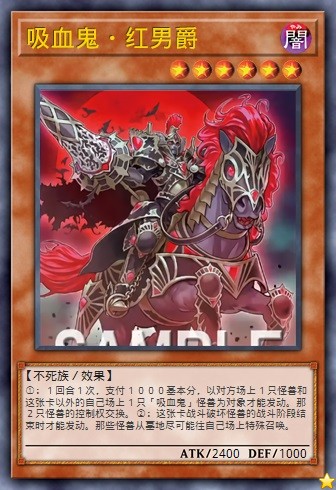 吸血鬼・红男爵
闇
SAMPLE
【不死族／效果】
①：１回合１次，支付１０００基本分，以对方场上１只怪兽和
这张卡以外的自己场上１只「吸血鬼」怪兽为对象才能发动。那
２只怪兽的控制权交换。②：这张卡战斗破坏怪兽的战斗阶段结
束时才能发动。那些怪兽从墓地尽可能往自己场上特殊召唤。
ATK/2400 DEF/1000